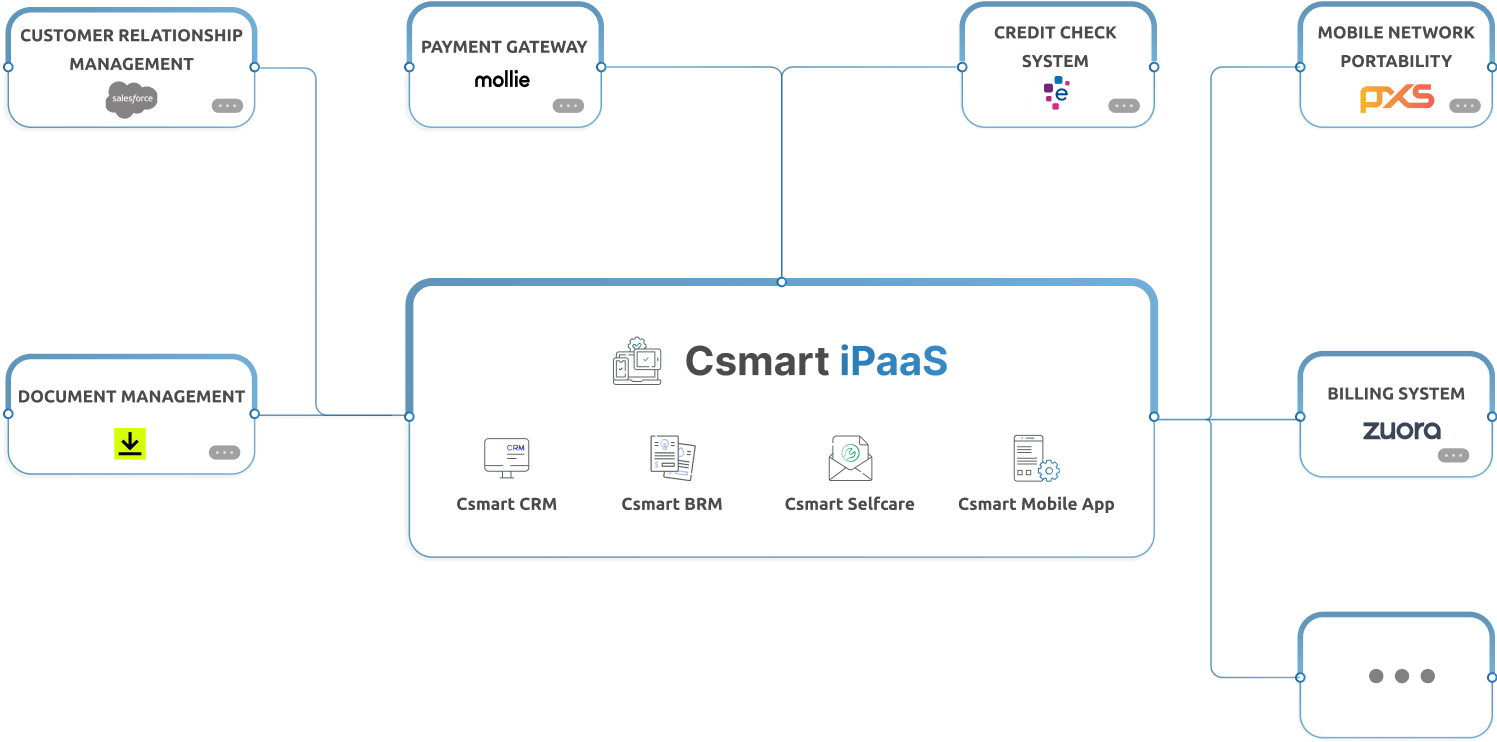 CUSTOMER RELATIONSHIP
MANAGEMENT
salesforce
PAYMENT GATEWAY
mollie
CREDIT CHECK
SYSTEM
e
MOBILE NETWORK
PORTABILITY
pxs
Csmart iPaaS
CRM
Csmart CRM
Csmart BRM
Csmart Selfcare
Csmart Mobile App
DOCUMENT MANAGEMENT
BILLING SYSTEM
zuora